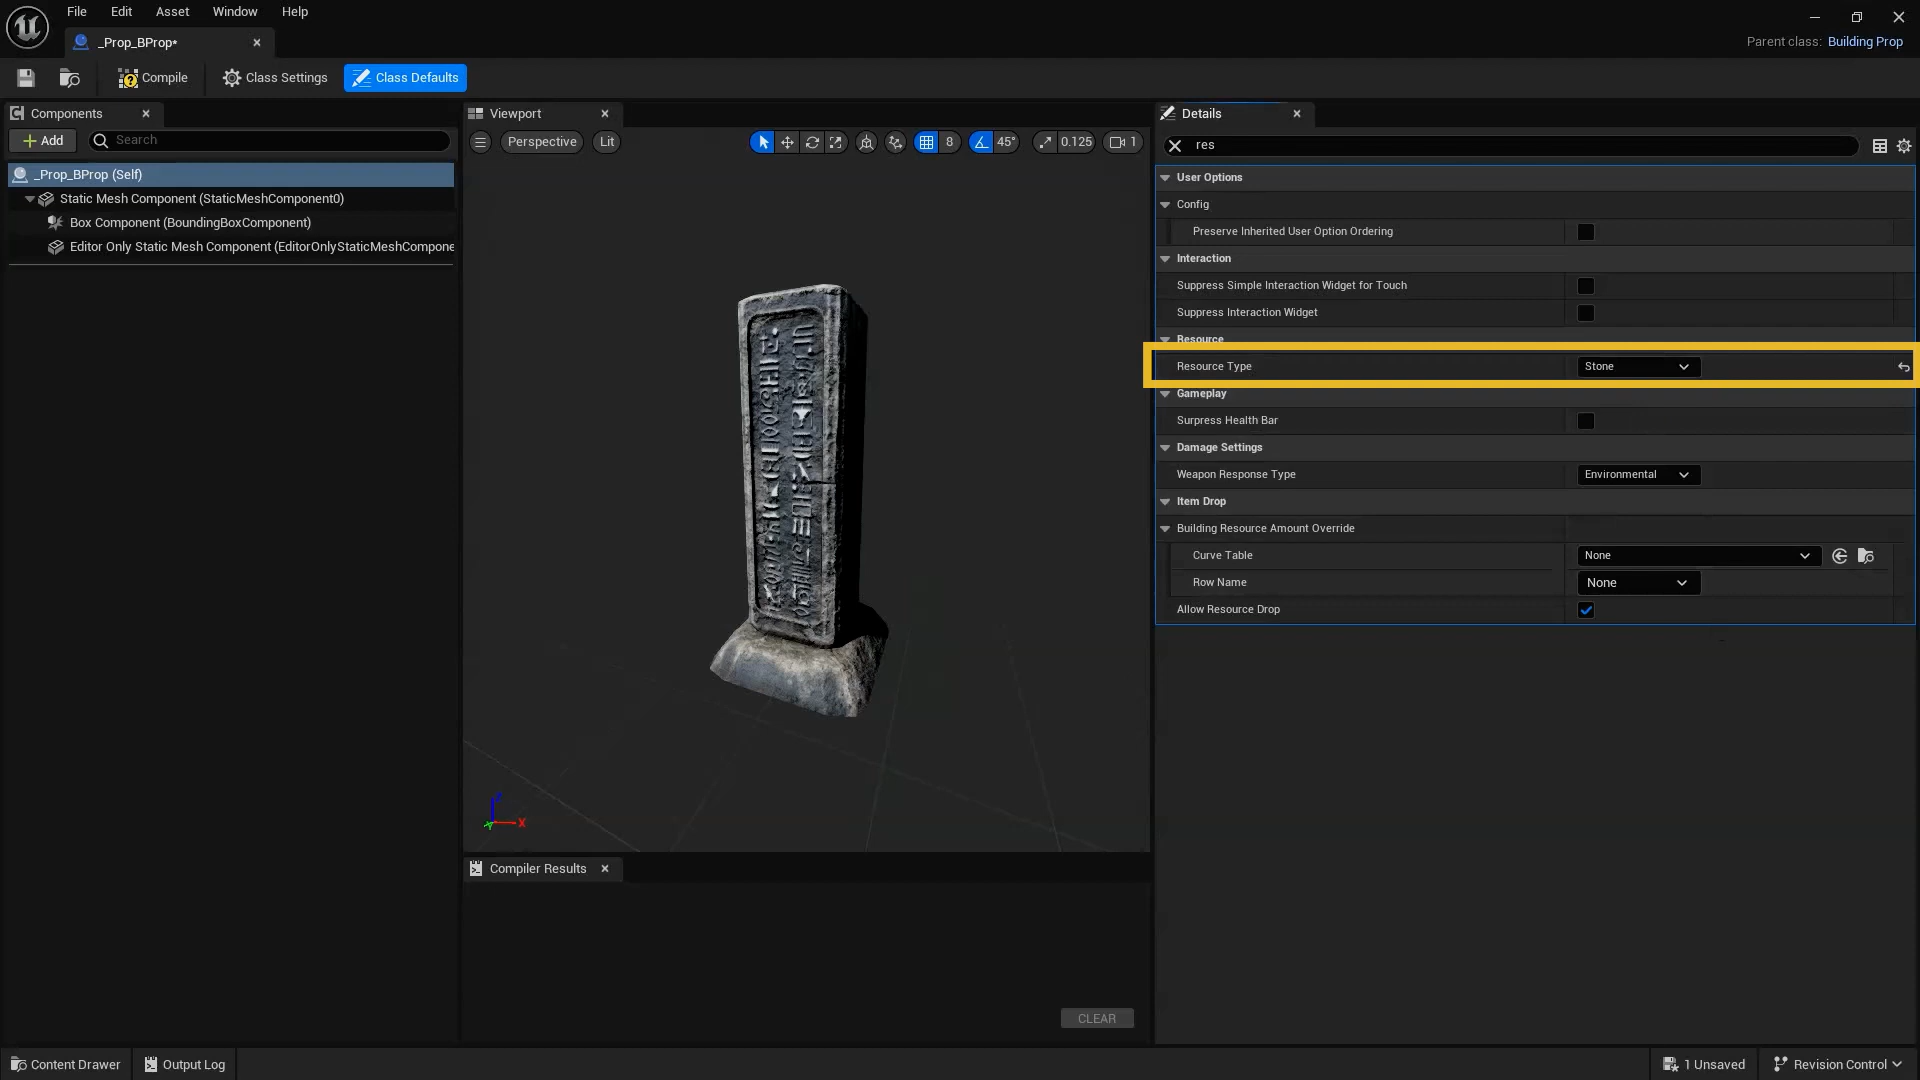 File Edit Asset Window Help
_Prop_BProp*
Parent class: Building Prop
Compile Class Settings Class Defaults
Components
Add Search
_Prop_BProp (Self)
Static Mesh Component (StaticMeshComponent0)
Box Component (BoundingBoxComponent)
Editor Only Static Mesh Component (EditorOnlyStaticMeshCompone
Viewport
Perspective Lit 8 45° 0.125 1
Z
X
Y
Compiler Results
CLEAR
Details
res
User Options
Config
Preserve Inherited User Option Ordering
Interaction
Suppress Simple Interaction Widget for Touch
Suppress Interaction Widget
Resource
Resource Type Stone
Gameplay
Surpress Health Bar
Damage Settings
Weapon Response Type Environmental
Item Drop
Building Resource Amount Override
Curve Table None
Row Name None
Allow Resource Drop
Content Drawer Output Log 1 Unsaved Revision Control